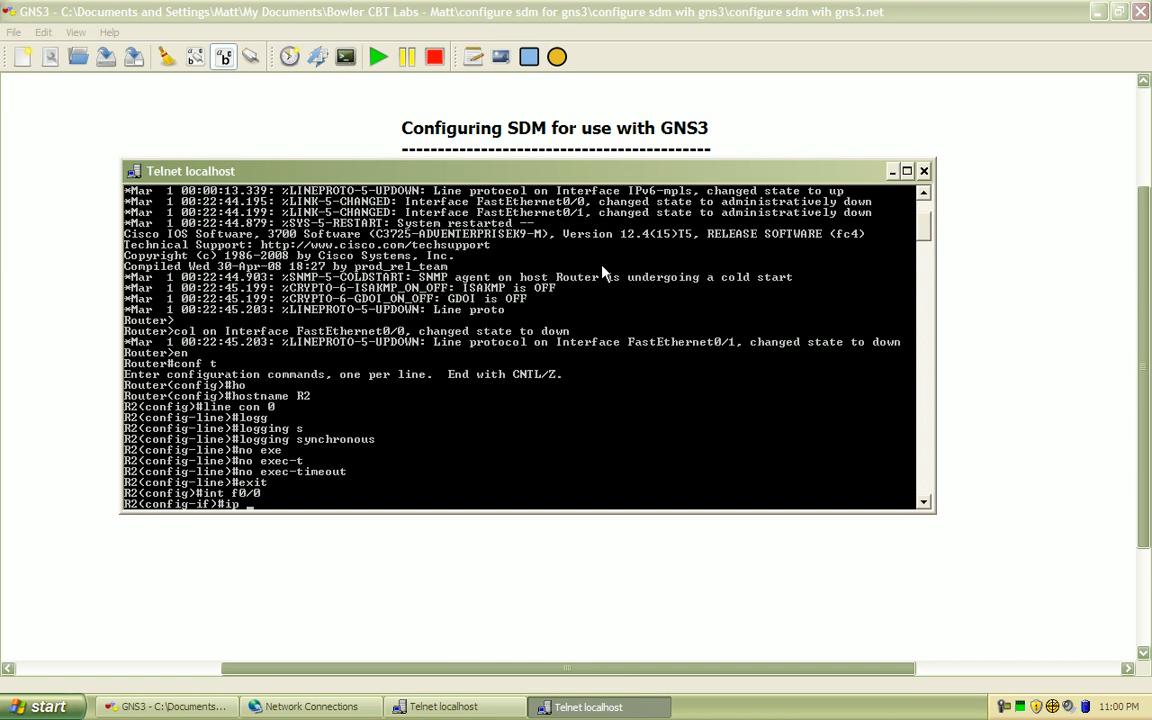 GNS3 - C:\Documents and Settings\Matt\My Documents\Bowler CBT Labs - Matt\configure sdm for gns3\configure sdm wih gns3\configure sdm wih gns3.net
File Edit View Help
Configuring SDM for use with GNS3
-------------------------------------------
Telnet localhost
*Mar  1 00:00:13.339: %LINEPROTO-5-UPDOWN: Line protocol on Interface IPv6-mpls, changed state to up
*Mar  1 00:22:44.195: %LINK-5-CHANGED: Interface FastEthernet0/0, changed state to administratively down
*Mar  1 00:22:44.199: %LINK-5-CHANGED: Interface FastEthernet0/1, changed state to administratively down
*Mar  1 00:22:44.879: %SYS-5-RESTART: System restarted --
Cisco IOS Software, 3700 Software (C3725-ADVENTERPRISEK9-M), Version 12.4(15)T5, RELEASE SOFTWARE (fc4)
Technical Support: http://www.cisco.com/techsupport
Copyright (c) 1986-2008 by Cisco Systems, Inc.
Compiled Wed 30-Apr-08 18:27 by prod_rel_team
*Mar  1 00:22:44.903: %SNMP-5-COLDSTART: SNMP agent on host Router is undergoing a cold start
*Mar  1 00:22:45.199: %CRYPTO-6-ISAKMP_ON_OFF: ISAKMP is OFF
*Mar  1 00:22:45.199: %CRYPTO-6-GDOI_ON_OFF: GDOI is OFF
*Mar  1 00:22:45.203: %LINEPROTO-5-UPDOWN: Line proto
Router>
Router>col on Interface FastEthernet0/0, changed state to down
*Mar  1 00:22:45.203: %LINEPROTO-5-UPDOWN: Line protocol on Interface FastEthernet0/1, changed state to down
Router>en
Router#conf t
Enter configuration commands, one per line.  End with CNTL/Z.
Router(config)#ho
Router(config)#hostname R2
R2(config)#line con 0
R2(config-line)#logg
R2(config-line)#logging s
R2(config-line)#logging synchronous
R2(config-line)#no exe
R2(config-line)#no exec-t
R2(config-line)#no exec-timeout
R2(config-line)#exit
R2(config)#int f0/0
R2(config-if)#ip _
start GNS3 - C:\Documents... Network Connections Telnet localhost Telnet localhost 11:00 PM